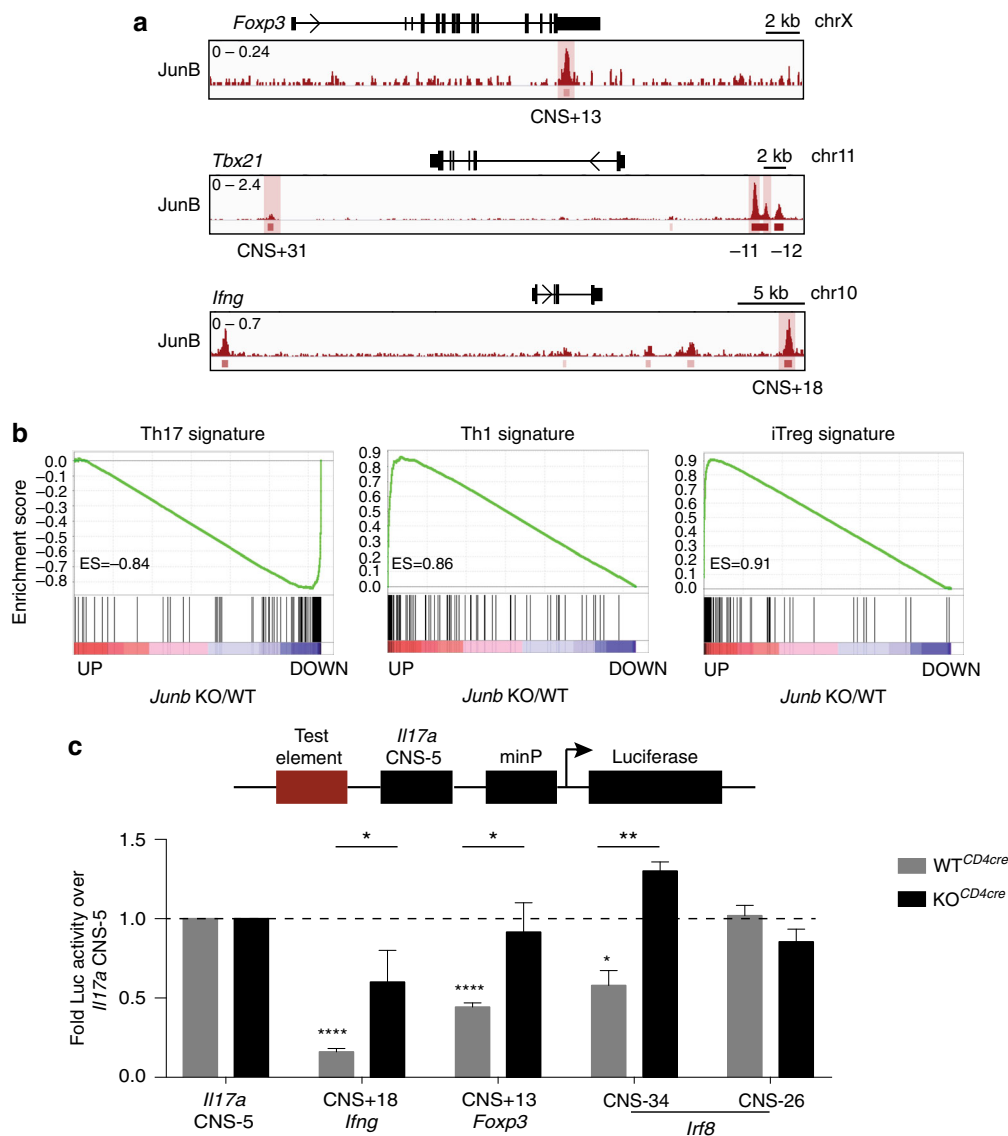 a
Foxp3
2 kb chrX
0 – 0.24
JunB
CNS+13
Tbx21
2 kb chr11
0 – 2.4
JunB
CNS+31
–11 –12
Ifng
5 kb chr10
0 – 0.7
JunB
CNS+18
b
Th17 signature
Th1 signature
iTreg signature
Enrichment score
0.0
–0.1
–0.2
–0.3
–0.4
–0.5
–0.6
–0.7
–0.8
ES=–0.84
UP DOWN
Junb KO/WT
0.9
0.8
0.7
0.6
0.5
0.4
0.3
0.2
0.1
0.0
ES=0.86
UP DOWN
Junb KO/WT
0.9
0.8
0.7
0.6
0.5
0.4
0.3
0.2
0.1
0.0
ES=0.91
UP DOWN
Junb KO/WT
c
Test
element
Il17a
CNS-5
minP
Luciferase
Fold Luc activity over
Il17a CNS-5
1.5
1.0
0.5
0.0
* * **
**** **** *
WT CD4cre
KO CD4cre
Il17a
CNS-5
CNS+18
Ifng
CNS+13
Foxp3
CNS-34 CNS-26
Irf8